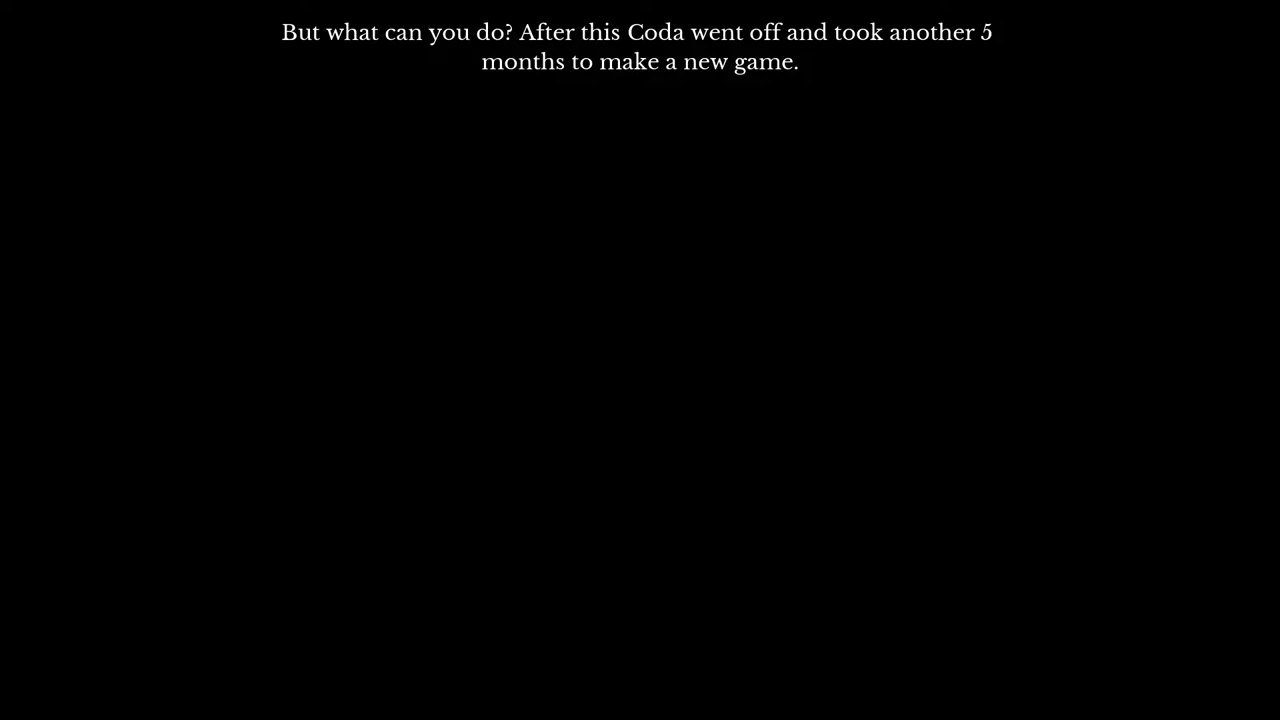 But what can you do? After this Coda went off and took another 5
months to make a new game.